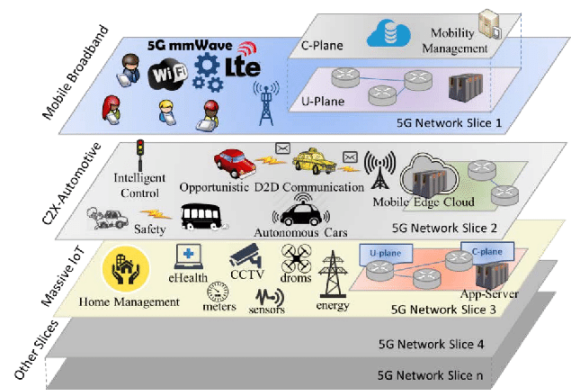 Mobile Broadband
5G mmWave
WiFi
Lte
C-Plane
Mobility
Management
U-Plane
5G Network Slice 1
C2X-Automotive
Intelligent
Control
Opportunistic D2D Communication
Mobile Edge Cloud
Safety
Autonomous Cars
5G Network Slice 2
Massive IoT
Home Management
eHealth
CCTV
droms
meters
sensors
energy
U-plane
C-plane
App-Server
5G Network Slice 3
Other Slices
5G Network Slice 4
5G Network Slice n